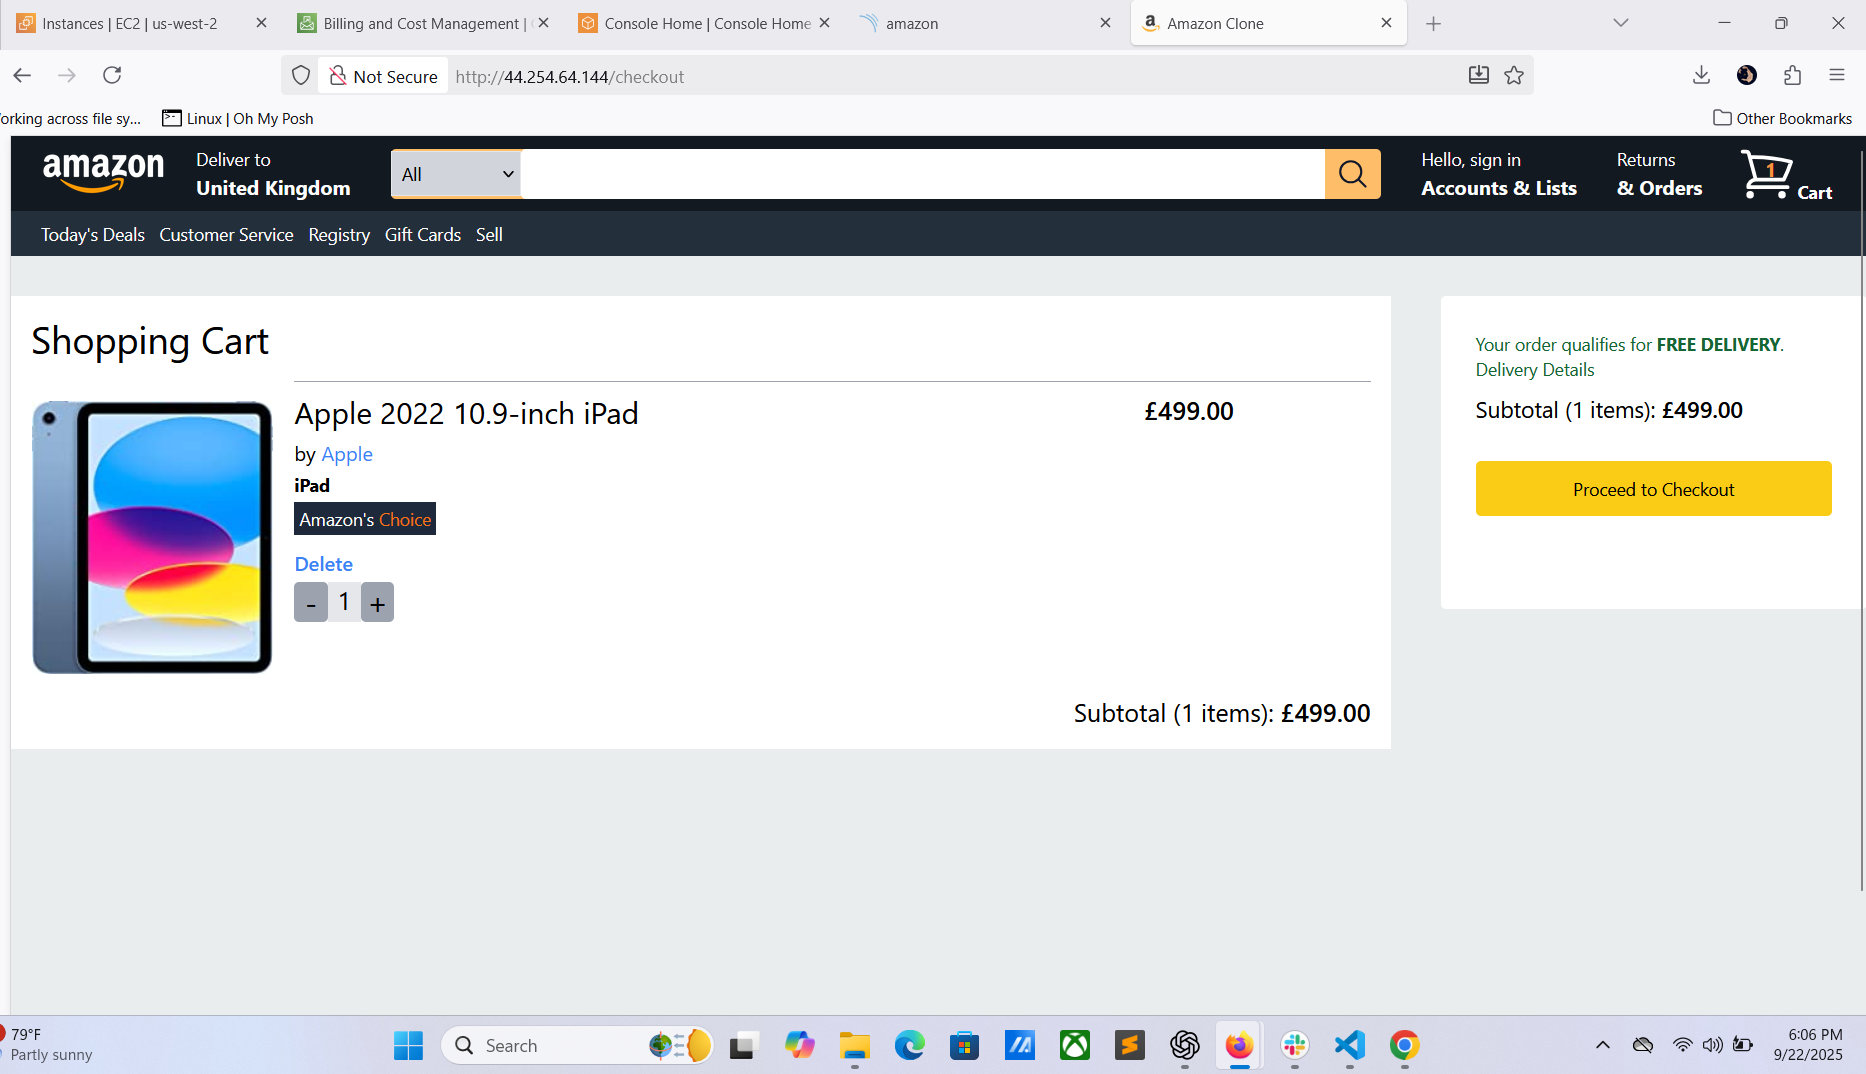 Instances | EC2 | us-west-2
Billing and Cost Management |
Console Home | Console Home
amazon
Amazon Clone
Not Secure
http://44.254.64.144/checkout
orking across file sy...
Linux | Oh My Posh
Other Bookmarks
amazon
Deliver to
United Kingdom
All
Hello, sign in
Accounts & Lists
Returns
& Orders
1
Cart
Today's Deals Customer Service Registry Gift Cards Sell
Shopping Cart
Apple 2022 10.9-inch iPad
£499.00
by Apple
iPad
Amazon's Choice
Delete
- 1 +
Subtotal (1 items): £499.00
Your order qualifies for FREE DELIVERY.
Delivery Details
Subtotal (1 items): £499.00
Proceed to Checkout
79°F
Partly sunny
Search
6:06 PM
9/22/2025